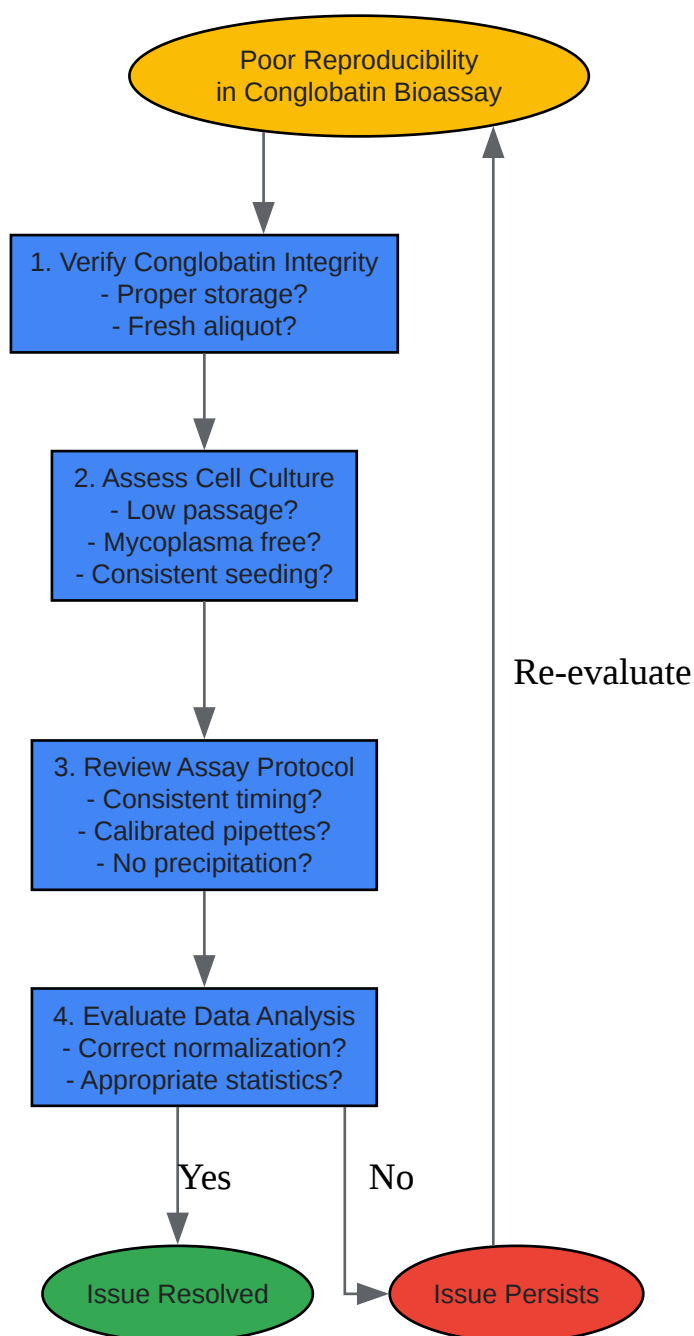 Poor Reproducibility
in Conglobatin Bioassay
1. Verify Conglobatin Integrity
- Proper storage?
- Fresh aliquot?
2. Assess Cell Culture
- Low passage?
- Mycoplasma free?
- Consistent seeding?
Re-evaluate
3. Review Assay Protocol
- Consistent timing?
- Calibrated pipettes?
- No precipitation?
4. Evaluate Data Analysis
- Correct normalization?
- Appropriate statistics?
Yes
No
Issue Resolved
Issue Persists